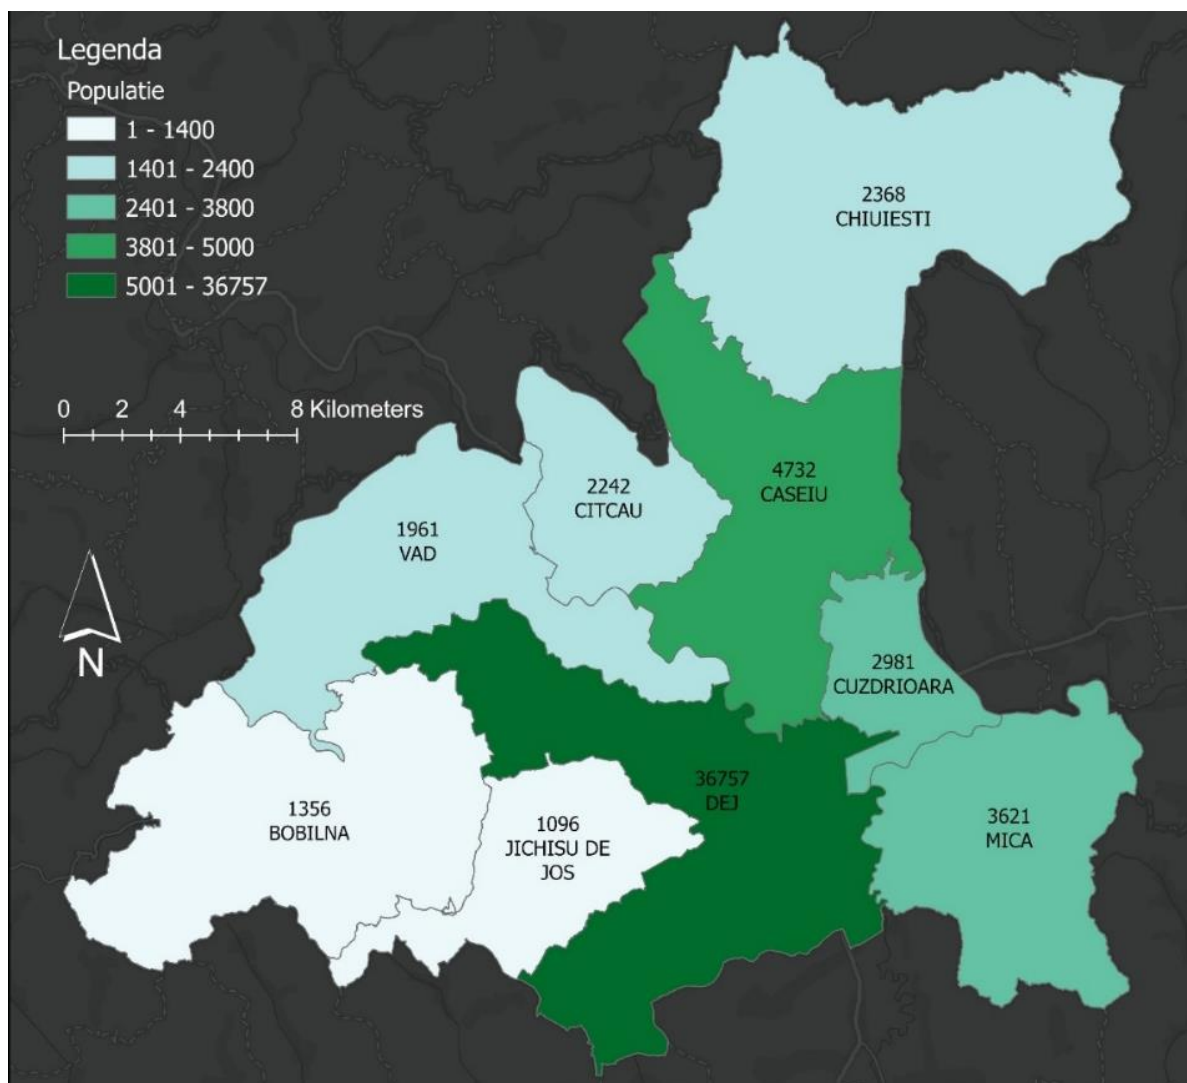 Legenda
Populatie
1 - 1400
1401 - 2400
2401 - 3800
3801 - 5000
5001 - 36757
0 2 4 8 Kilometers
N
2368
CHIUIESTI
4732
CASEIU
2242
CITCAU
1961
VAD
2981
CUZDRIOARA
36757
DEJ
1356
BOBILNA
1096
JICHISU DE
JOS
3621
MICA